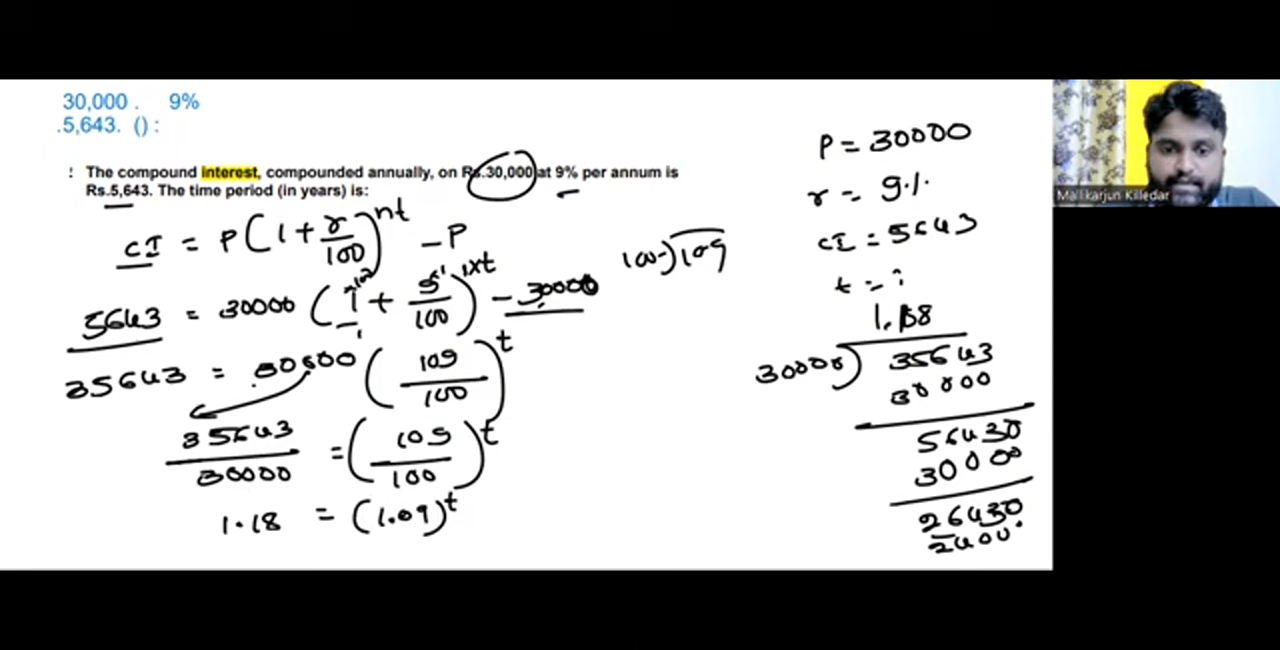 30,000 . 9%
.5,643. () :
: The compound interest, compounded annually, on Rs.30,000 at 9% per annum is
Rs.5,643. The time period (in years) is:
CI = P(1 + r/100)^nt - P
5643 = 30000 (1 + 9/100)^1xt - 30000
35643 = 30000 (109/100)^t
35643/30000 = (109/100)^t
1.18 = (1.09)^t
100)109
P = 30000
r = 9%
CI = 5643
t = ?
1.18
30000) 35643
30000
56430
30000
26430
2400
Mallikarjun Killedar